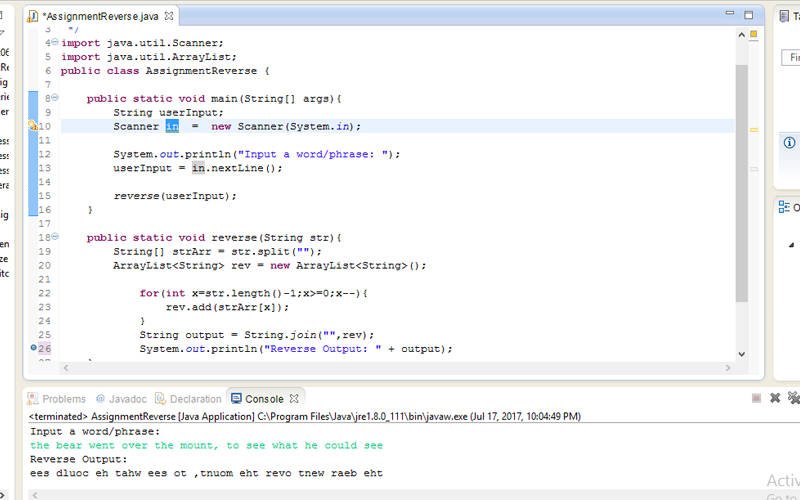 *AssignmentReverse.java
3 */
4 import java.util.Scanner;
5 import java.util.ArrayList;
6 public class AssignmentReverse {
7
8 public static void main(String[] args){
9 String userInput;
10 Scanner in = new Scanner(System.in);
11
12 System.out.println("Input a word/phrase: ");
13 userInput = in.nextLine();
14
15 reverse(userInput);
16 }
17
18 public static void reverse(String str){
19 String[] strArr = str.split("");
20 ArrayList<String> rev = new ArrayList<String>();
21
22 for(int x=str.length()-1;x>=0;x--){
23 rev.add(strArr[x]);
24 }
25 String output = String.join("",rev);
26 System.out.println("Reverse Output: " + output);
Problems @ Javadoc Declaration Console
<terminated> AssignmentReverse [Java Application] C:\Program Files\Java\jre1.8.0_111\bin\javaw.exe (Jul 17, 2017, 10:04:49 PM)
Input a word/phrase:
the bear went over the mount, to see what he could see
Reverse Output:
ees dluoc eh tahw ees ot ,tnuom eht revo tnew raeb eht